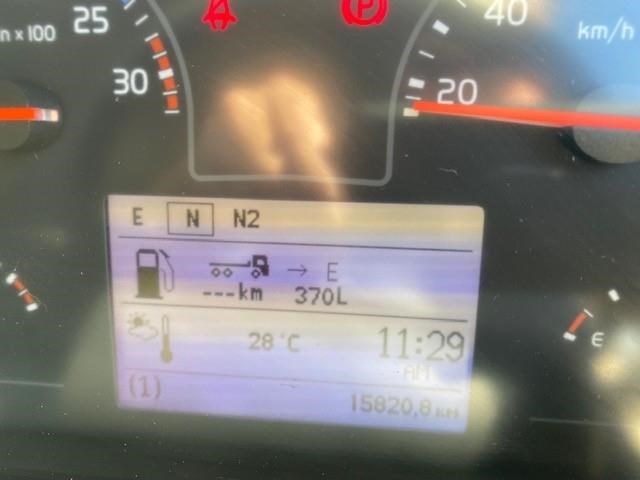 25
n x 100
30
P
40
km/h
20
E N N2
→ E
---km 370L
28°C 11:29
AM
(1) 15820,8 KM
E